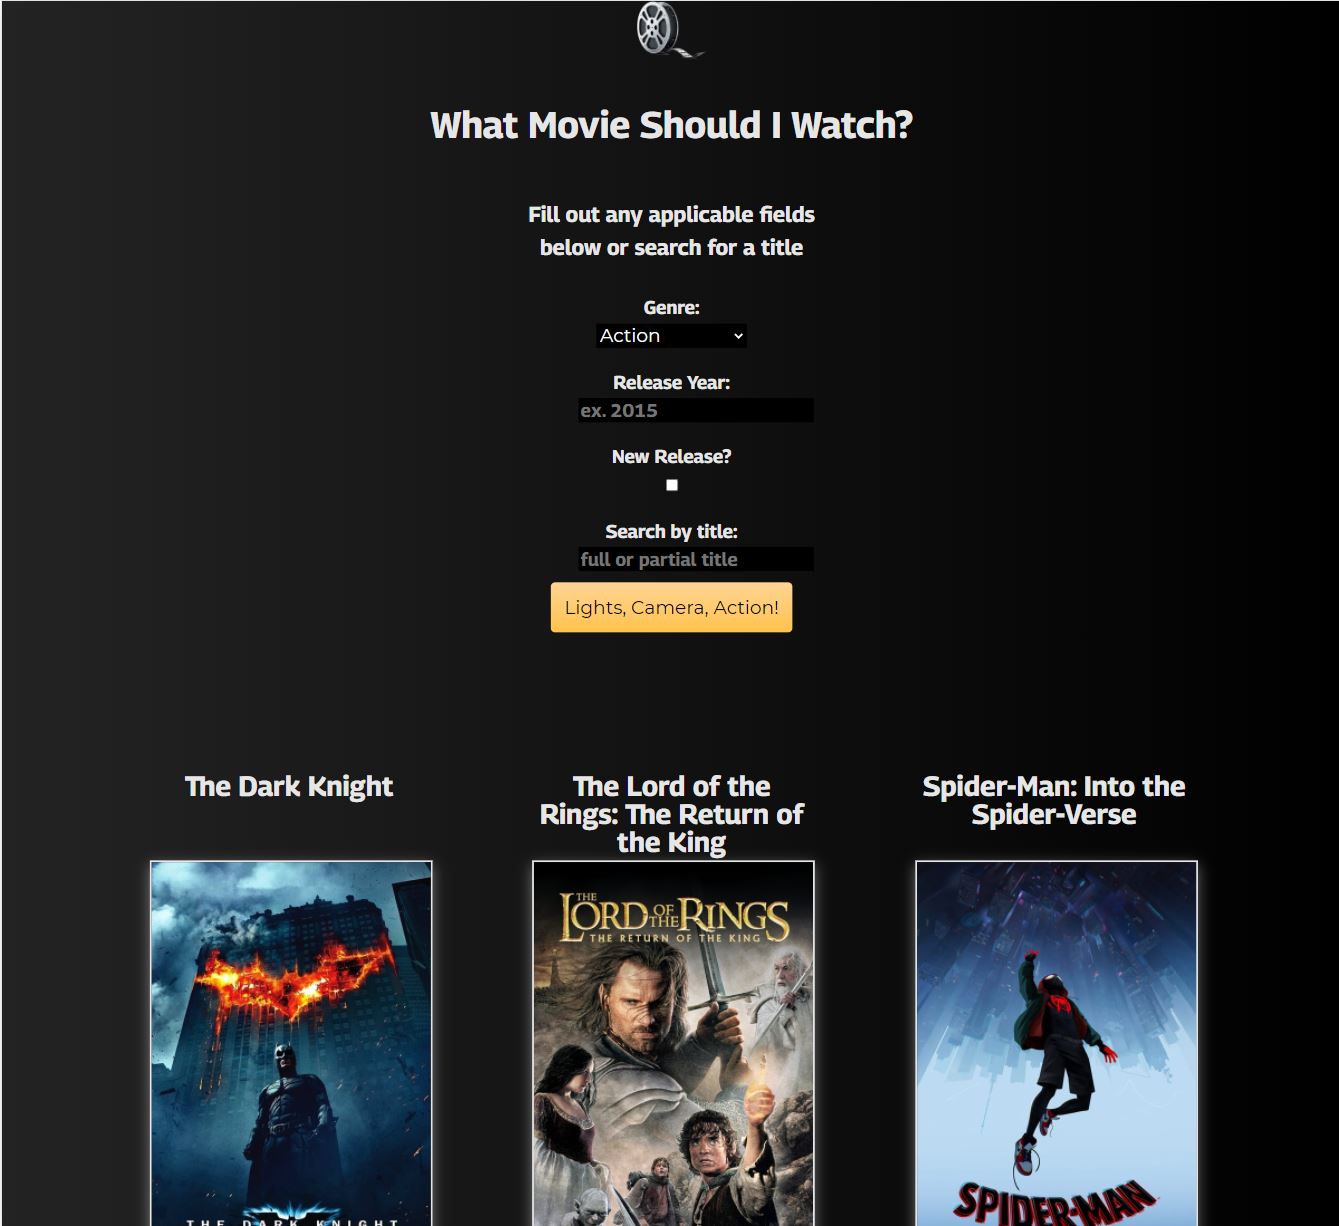 What Movie Should I Watch?
Fill out any applicable fields
below or search for a title
Genre:
Action
Release Year:
ex. 2015
New Release?
Search by title:
full or partial title
Lights, Camera, Action!
The Dark Knight
The Lord of the
Rings: The Return of
the King
Spider-Man: Into the
Spider-Verse
THE DARK KNIGHT
THE
LORD OF THE RINGS
THE RETURN OF THE KING
SPIDER-MAN